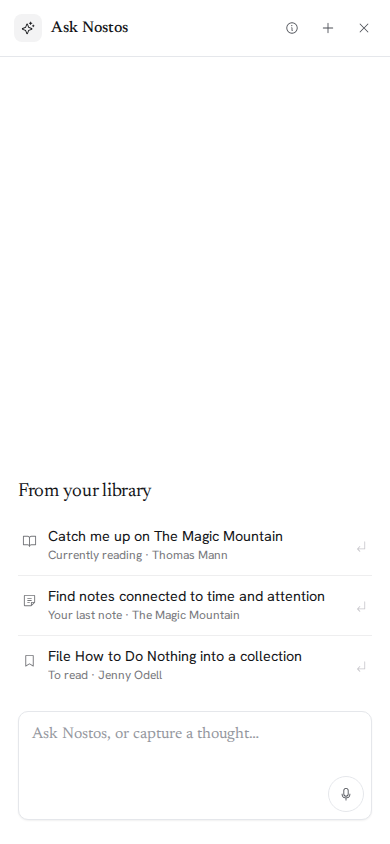 Ask Nostos
From your library
Catch me up on The Magic Mountain
Currently reading · Thomas Mann
Find notes connected to time and attention
Your last note · The Magic Mountain
File How to Do Nothing into a collection
To read · Jenny Odell
Ask Nostos, or capture a thought...